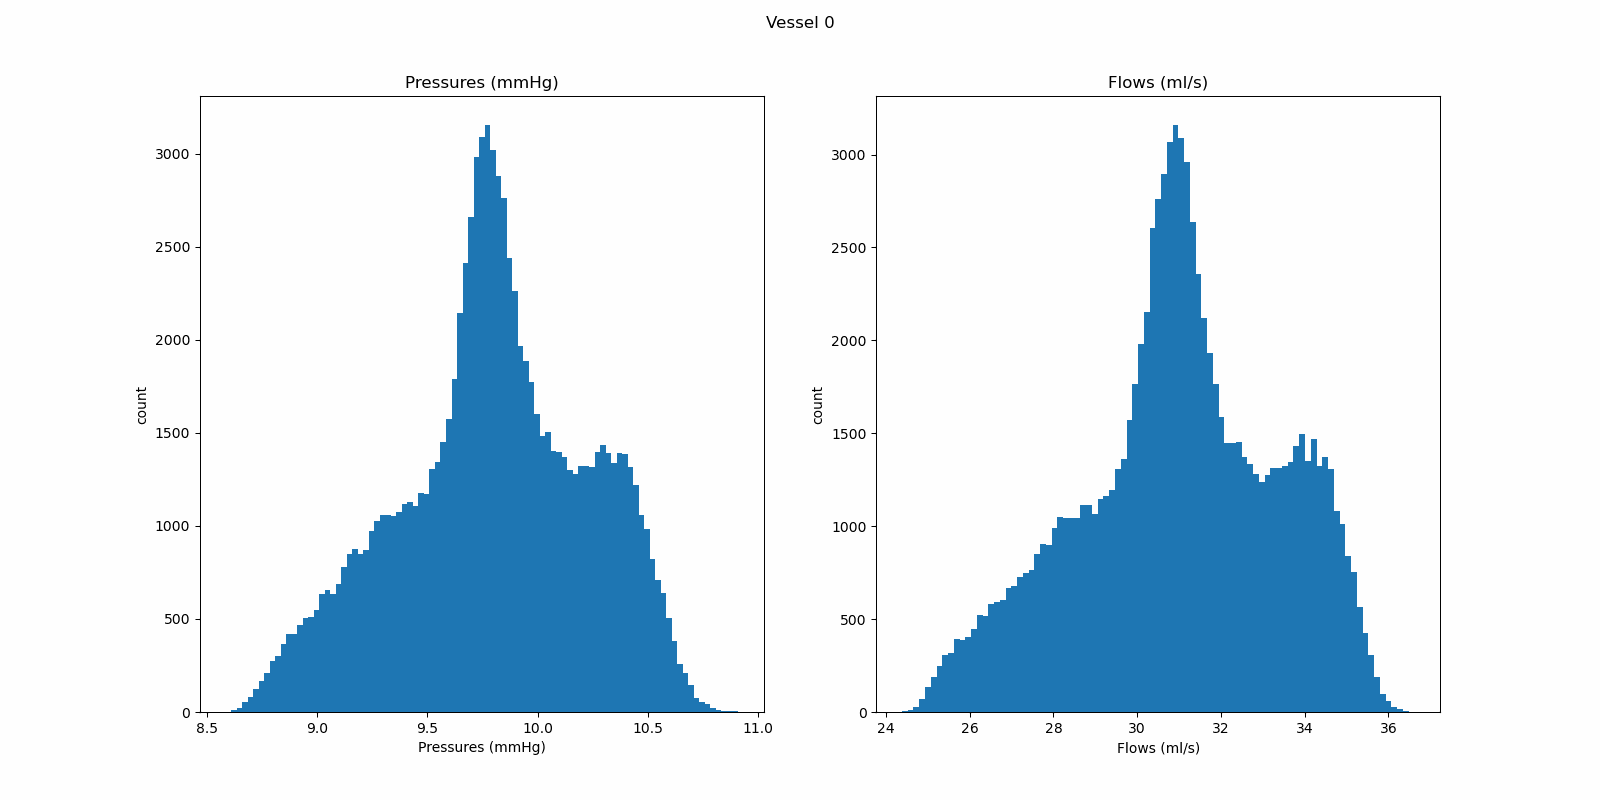 Vessel 0
Pressures (mmHg)
3000
2500
2000
1500
1000
500
0
count
8.5 9.0 9.5 10.0 10.5 11.0
Pressures (mmHg)
Flows (ml/s)
3000
2500
2000
1500
1000
500
0
count
24 26 28 30 32 34 36
Flows (ml/s)